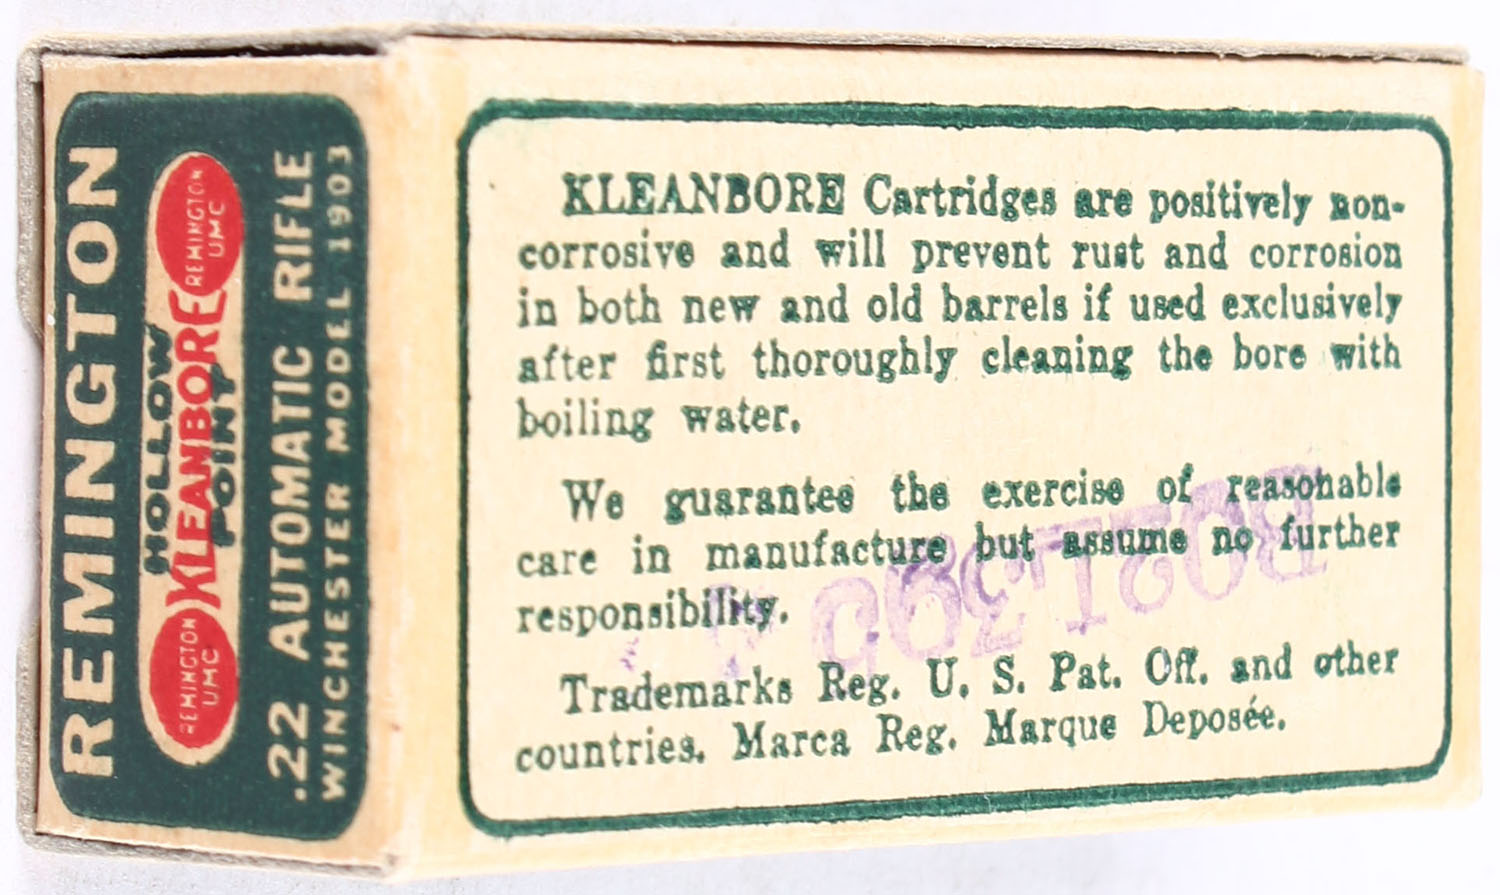 REMINGTON
HOLLOW
REMINGTON
UMC
KLEANBORE
REMINGTON
UMC
POINT
.22 AUTOMATIC RIFLE
WINCHESTER MODEL 1903
KLEANBORE Cartridges are positively non-
corrosive and will prevent rust and corrosion
in both new and old barrels if used exclusively
after first thoroughly cleaning the bore with
boiling water.
We guarantee the exercise of reasonable
care in manufacture but assume no further
responsibility.
Trademarks Reg. U. S. Pat. Off. and other
countries. Marca Reg. Marque Deposée.